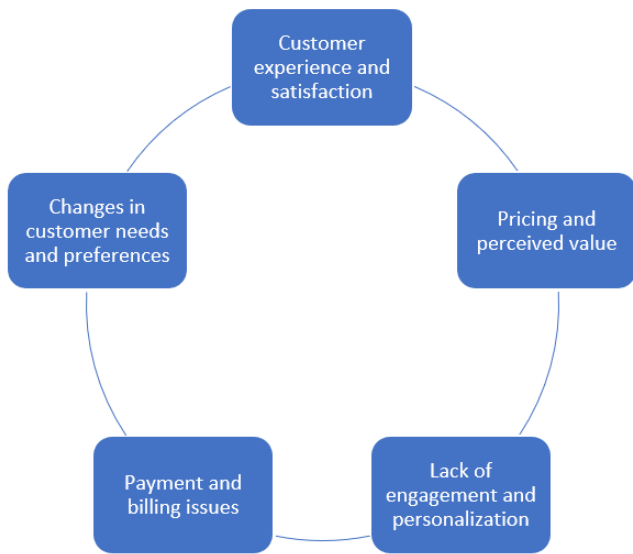 Customer
experience and
satisfaction
Pricing and
perceived value
Lack of
engagement and
personalization
Payment and
billing issues
Changes in
customer needs
and preferences